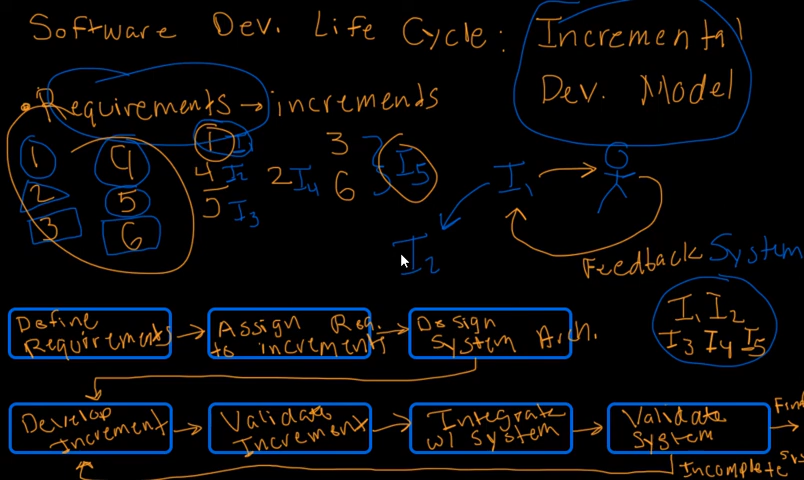 Software Dev. Life Cycle: Incremental
Dev. Model
• Requirements → increments
1 4
2 5
3 6
1 I1
4 I2
5 I3
2 I4
3
6
I5
I1
I2
Feedback
System
I1 I2
I3 I4 I5
Define
Requirements
Assign Req.
to increments
Design
System Arch.
Develop
Increment
Validate
Increment
Integrate
w/ System
Validate
System
Incomplete